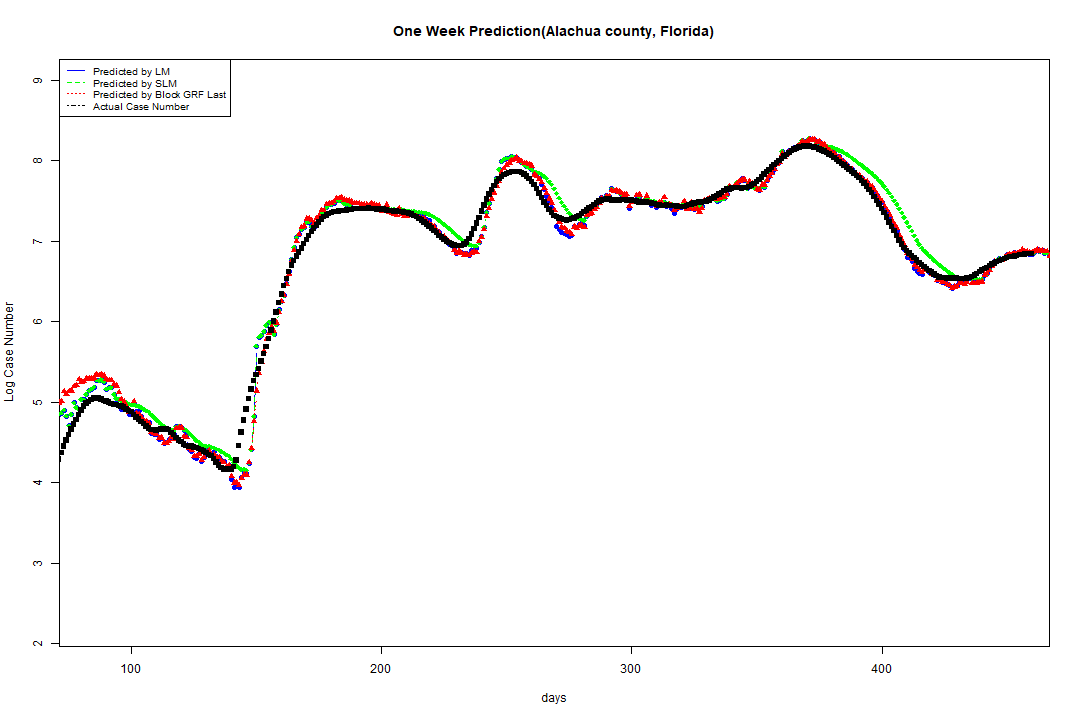 One Week Prediction(Alachua county, Florida)
Predicted by LM
Predicted by SLM
Predicted by Block GRF Last
Actual Case Number
9
8
7
6
5
4
3
2
Log Case Number
100 200 300 400
days